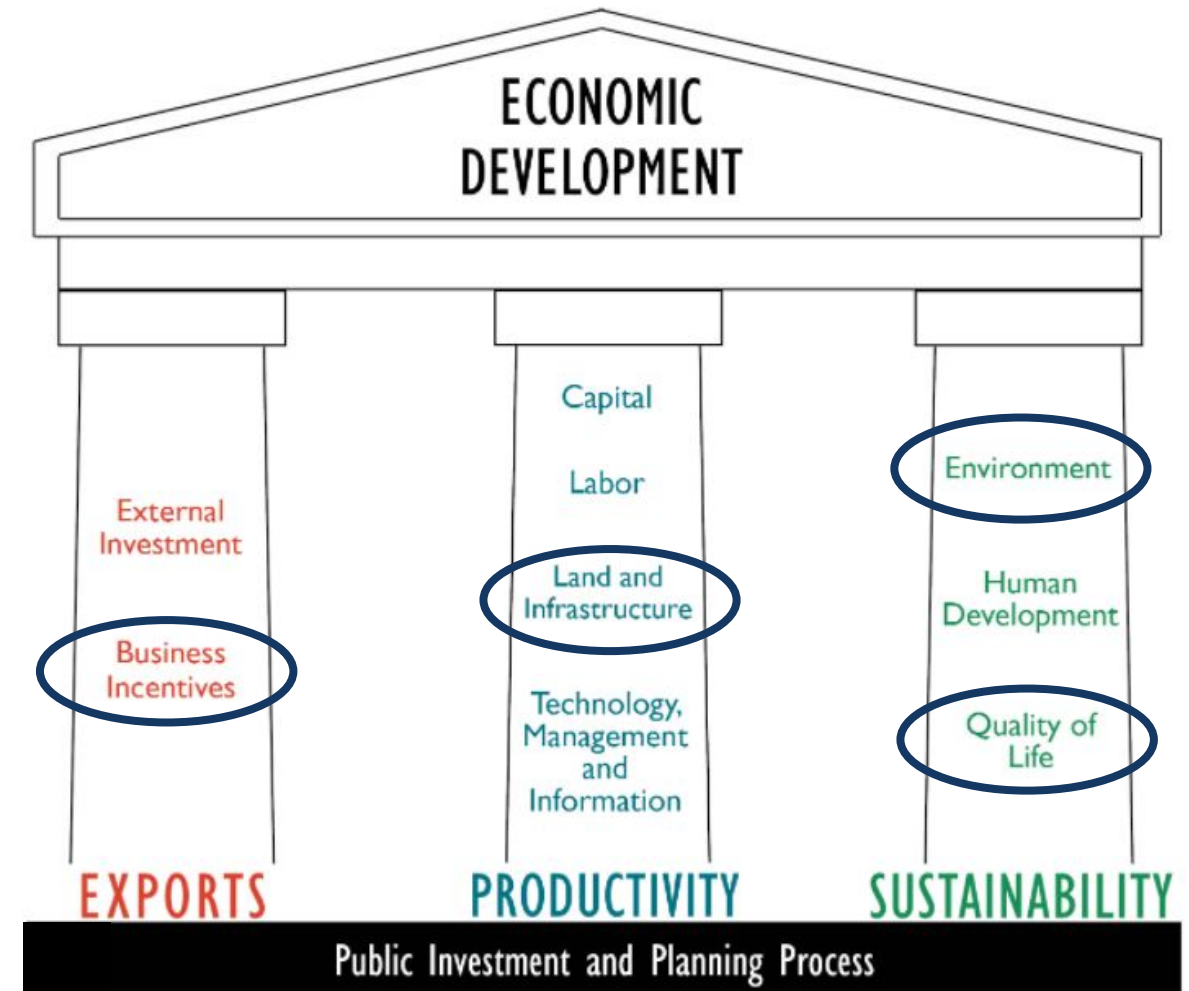 ECONOMIC
DEVELOPMENT
External
Investment
Business
Incentives
EXPORTS
Capital
Labor
Land and
Infrastructure
Technology,
Management
and
Information
PRODUCTIVITY
Environment
Human
Development
Quality of
Life
SUSTAINABILITY
Public Investment and Planning Process